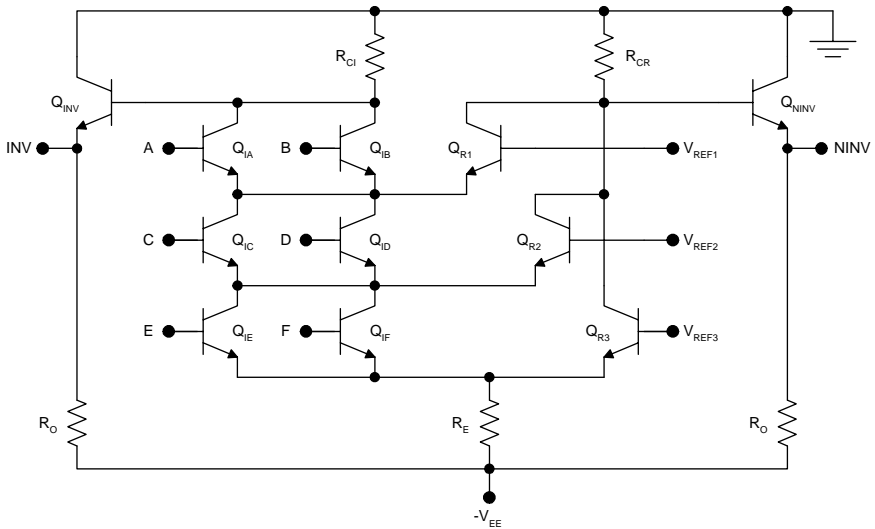 R_CI
R_CR
Q_INV
Q_NINV
INV
A
Q_IA
B
Q_IB
Q_R1
V_REF1
NINV
C
Q_IC
D
Q_ID
Q_R2
V_REF2
E
Q_IE
F
Q_IF
Q_R3
V_REF3
R_O
R_E
R_O
-V_EE